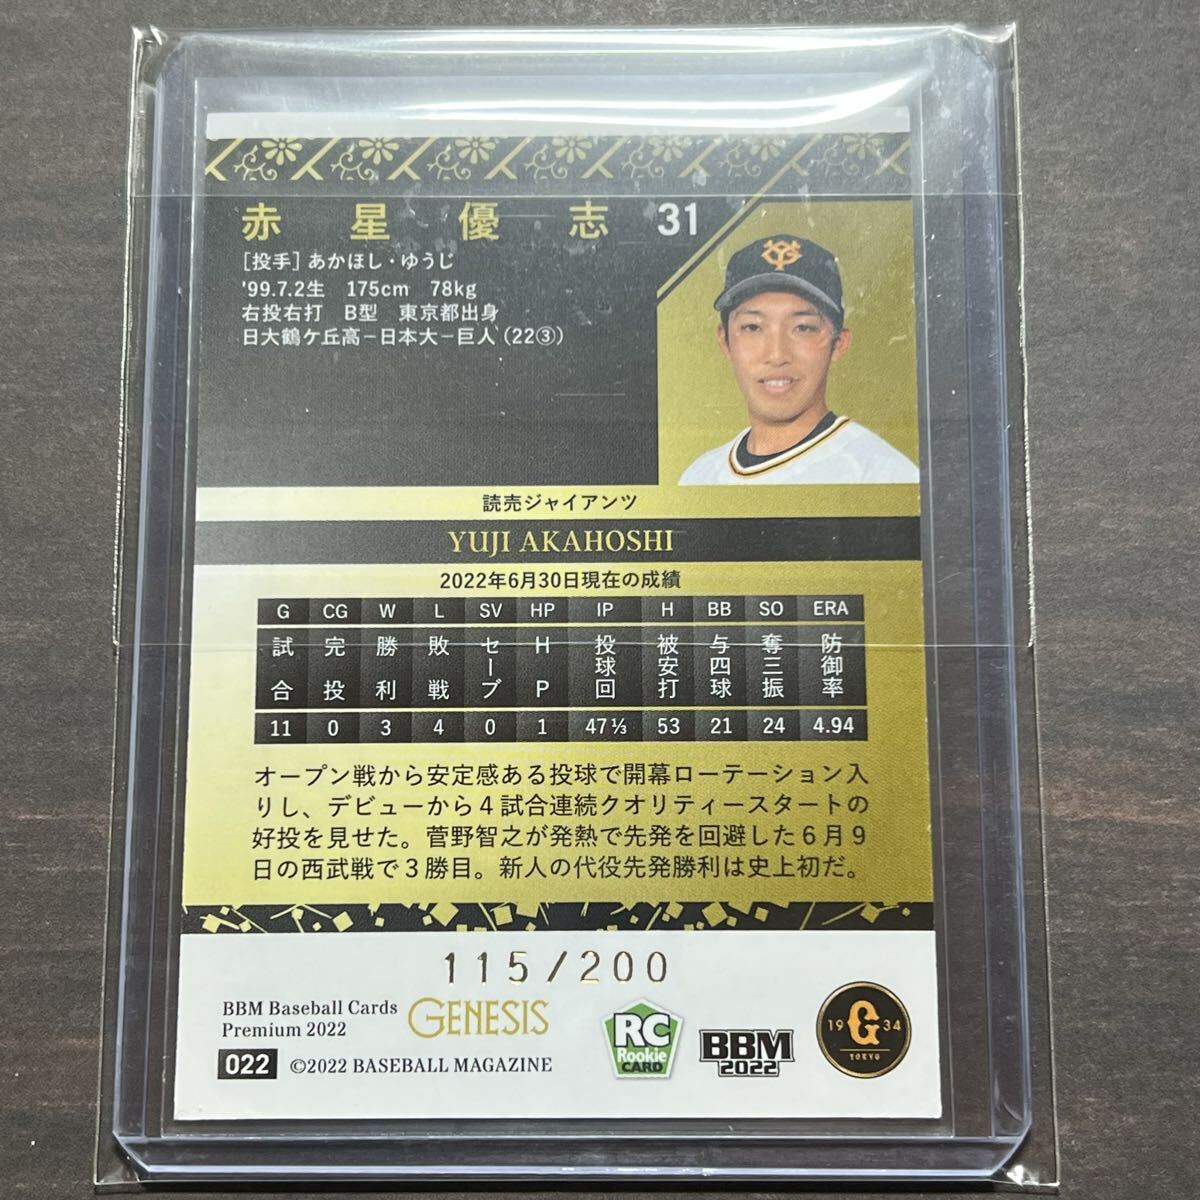 赤星優志 31
[投手] あかほし・ゆうじ
'99.7.2生 175cm 78kg
右投右打 B型 東京都出身
日大鶴ケ丘高－日本大－巨人(22③)
YG
読売ジャイアンツ
YUJI AKAHOSHI
2022年6月30日現在の成績
G CG W L SV HP IP H BB SO ERA
試合 完投 勝利 敗戦 セーブ HP 投球回 被安打 与四球 奪三振 防御率
11 0 3 4 0 1 47⅓ 53 21 24 4.94
オープン戦から安定感ある投球で開幕ローテーション入
りし、デビューから４試合連続クオリティースタートの
好投を見せた。菅野智之が発熱で先発を回避した６月９
日の西武戦で３勝目。新人の代役先発勝利は史上初だ。
115/200
BBM Baseball Cards
Premium 2022
GENESIS
022 ©2022 BASEBALL MAGAZINE
RC
Rookie
CARD
BBM
2022
19 G 34
TOKYO